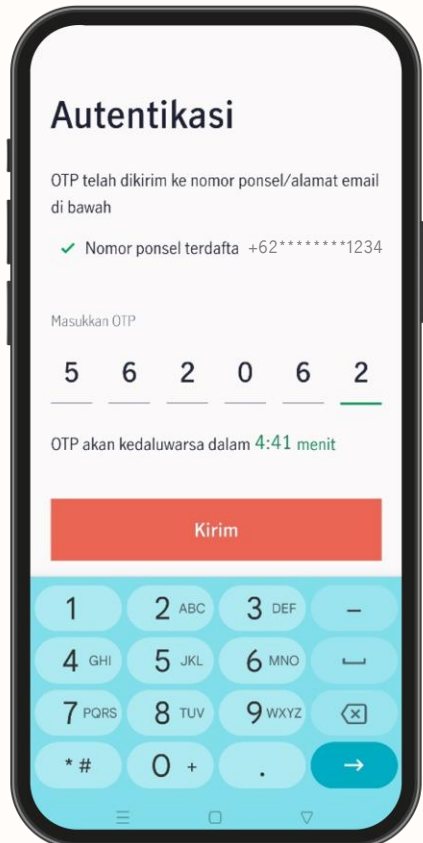 Autentikasi
OTP telah dikirim ke nomor ponsel/alamat email
di bawah
Nomor ponsel terdafta +62********1234
Masukkan OTP
5 6 2 0 6 2
OTP akan kedaluwarsa dalam 4:41 menit
Kirim
1 2 ABC 3 DEF –
4 GHI 5 JKL 6 MNO
7 PQRS 8 TUV 9 WXYZ
* # 0 + .